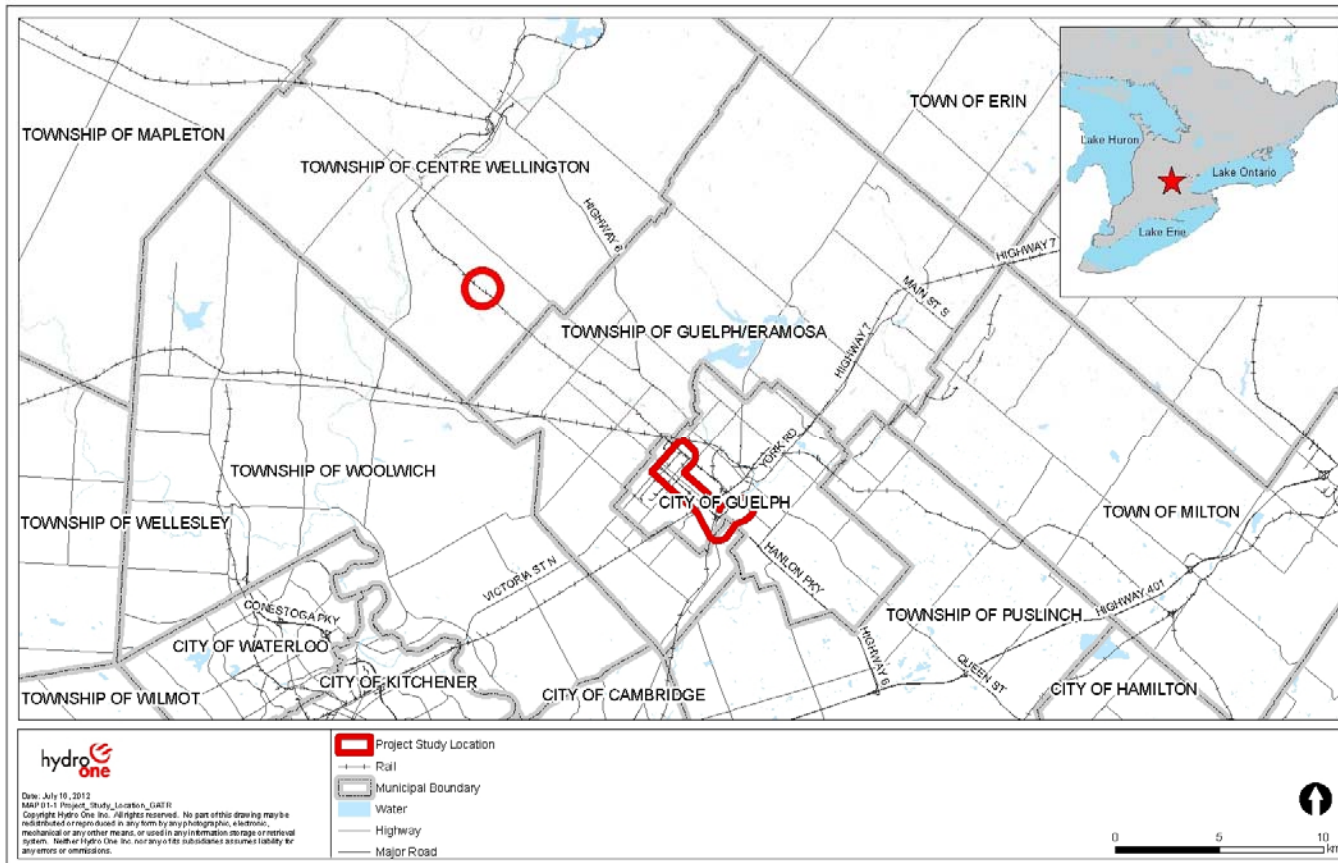 TOWN OF ERIN
TOWNSHIP OF MAPLETON
TOWNSHIP OF CENTRE WELLINGTON
HIGHWAY 6
HIGHWAY 7
MAIN ST S
TOWNSHIP OF GUELPH/ERAMOSA
HIGHWAY 7
YORK RD
TOWNSHIP OF WOOLWICH
CITY OF GUELPH
TOWNSHIP OF WELLESLEY
TOWN OF MILTON
HANLON PKY
VICTORIA ST N
CONESTOGA PKY
TOWNSHIP OF PUSLINCH
HIGHWAY 401
CITY OF WATERLOO
CITY OF KITCHENER
HIGHWAY 6
QUEEN ST
TOWNSHIP OF WILMOT
CITY OF CAMBRIDGE
CITY OF HAMILTON
Lake Huron
Lake Ontario
Lake Erie
hydro
one
Date: July 16, 2012
MAP 01-1 Project_Study_Location_GATR
Copyright Hydro One Inc. All rights reserved. No part of this drawing may be
redistributed or reproduced in any form by any photographic, electronic,
mechanical or any other means, or used in any information storage or retrieval
system. Neither Hydro One Inc. nor any of its subsidiaries assumes liability for
any errors or ommissions.
Project Study Location
Rail
Municipal Boundary
Water
Highway
Major Road
0 5 10
km